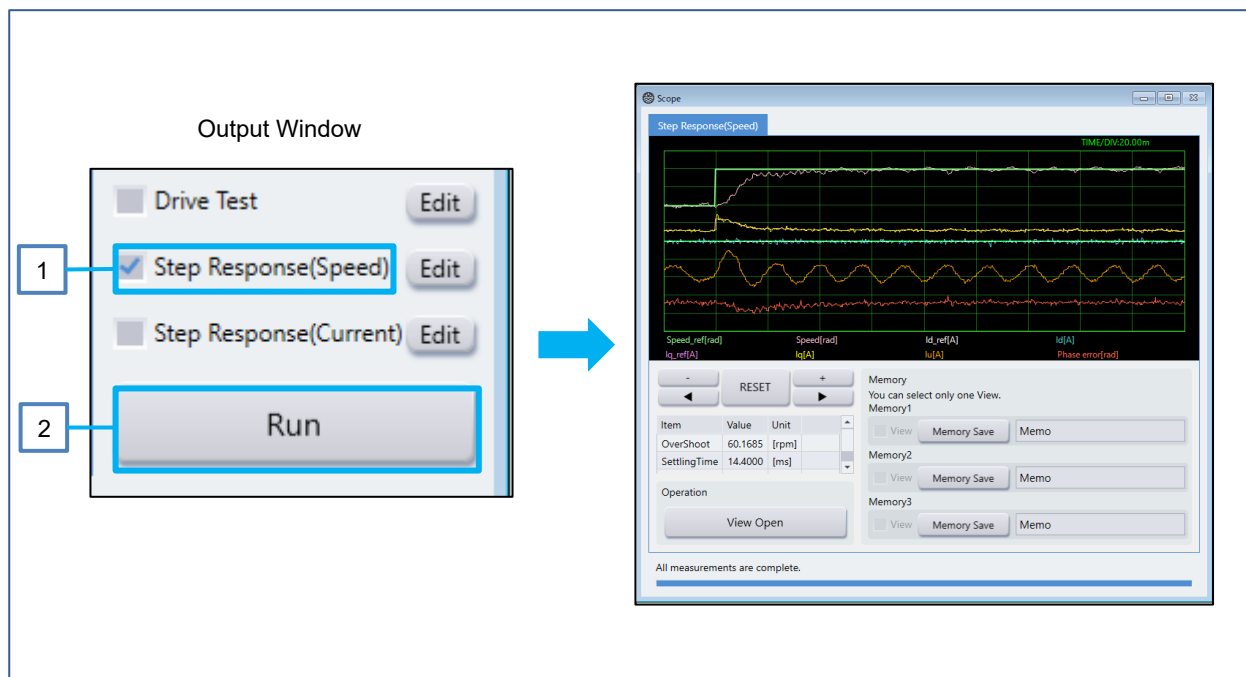 Output Window
Drive Test Edit
1
Step Response(Speed) Edit
Step Response(Current) Edit
2
Run
Scope
Step Response(Speed)
TIME/DIV:20.00m
Speed_ref[rad] Speed[rad] Id_ref[A] Id[A]
Iq_ref[A] Iq[A] Iu[A] Phase error[rad]
- RESET +
Item Value Unit
OverShoot 60.1685 [rpm]
SettlingTime 14.4000 [ms]
Operation
View Open
Memory
You can select only one View.
Memory1
View Memory Save Memo
Memory2
View Memory Save Memo
Memory3
View Memory Save Memo
All measurements are complete.